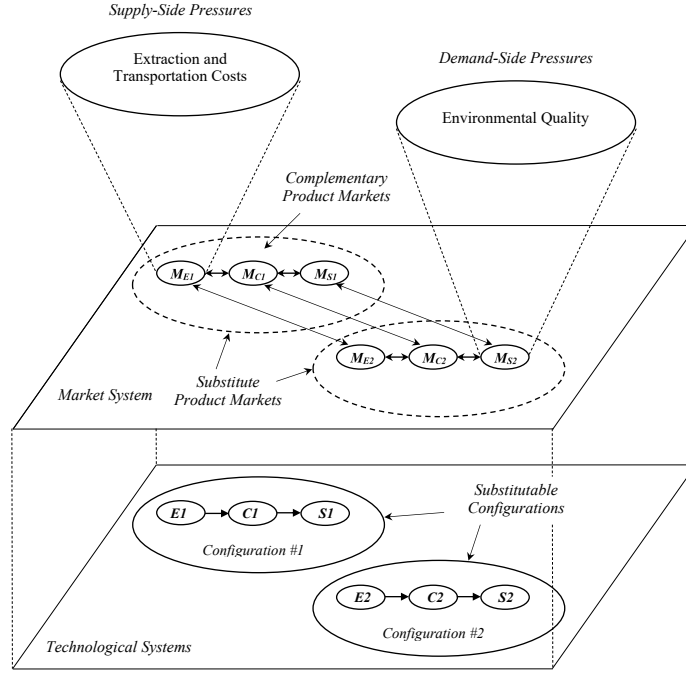 Supply-Side Pressures
Extraction and
Transportation Costs
Demand-Side Pressures
Environmental Quality
Complementary
Product Markets
M_E1
M_C1
M_S1
M_E2
M_C2
M_S2
Substitute
Product Markets
Market System
E1
C1
S1
Configuration #1
Substitutable
Configurations
E2
C2
S2
Configuration #2
Technological Systems